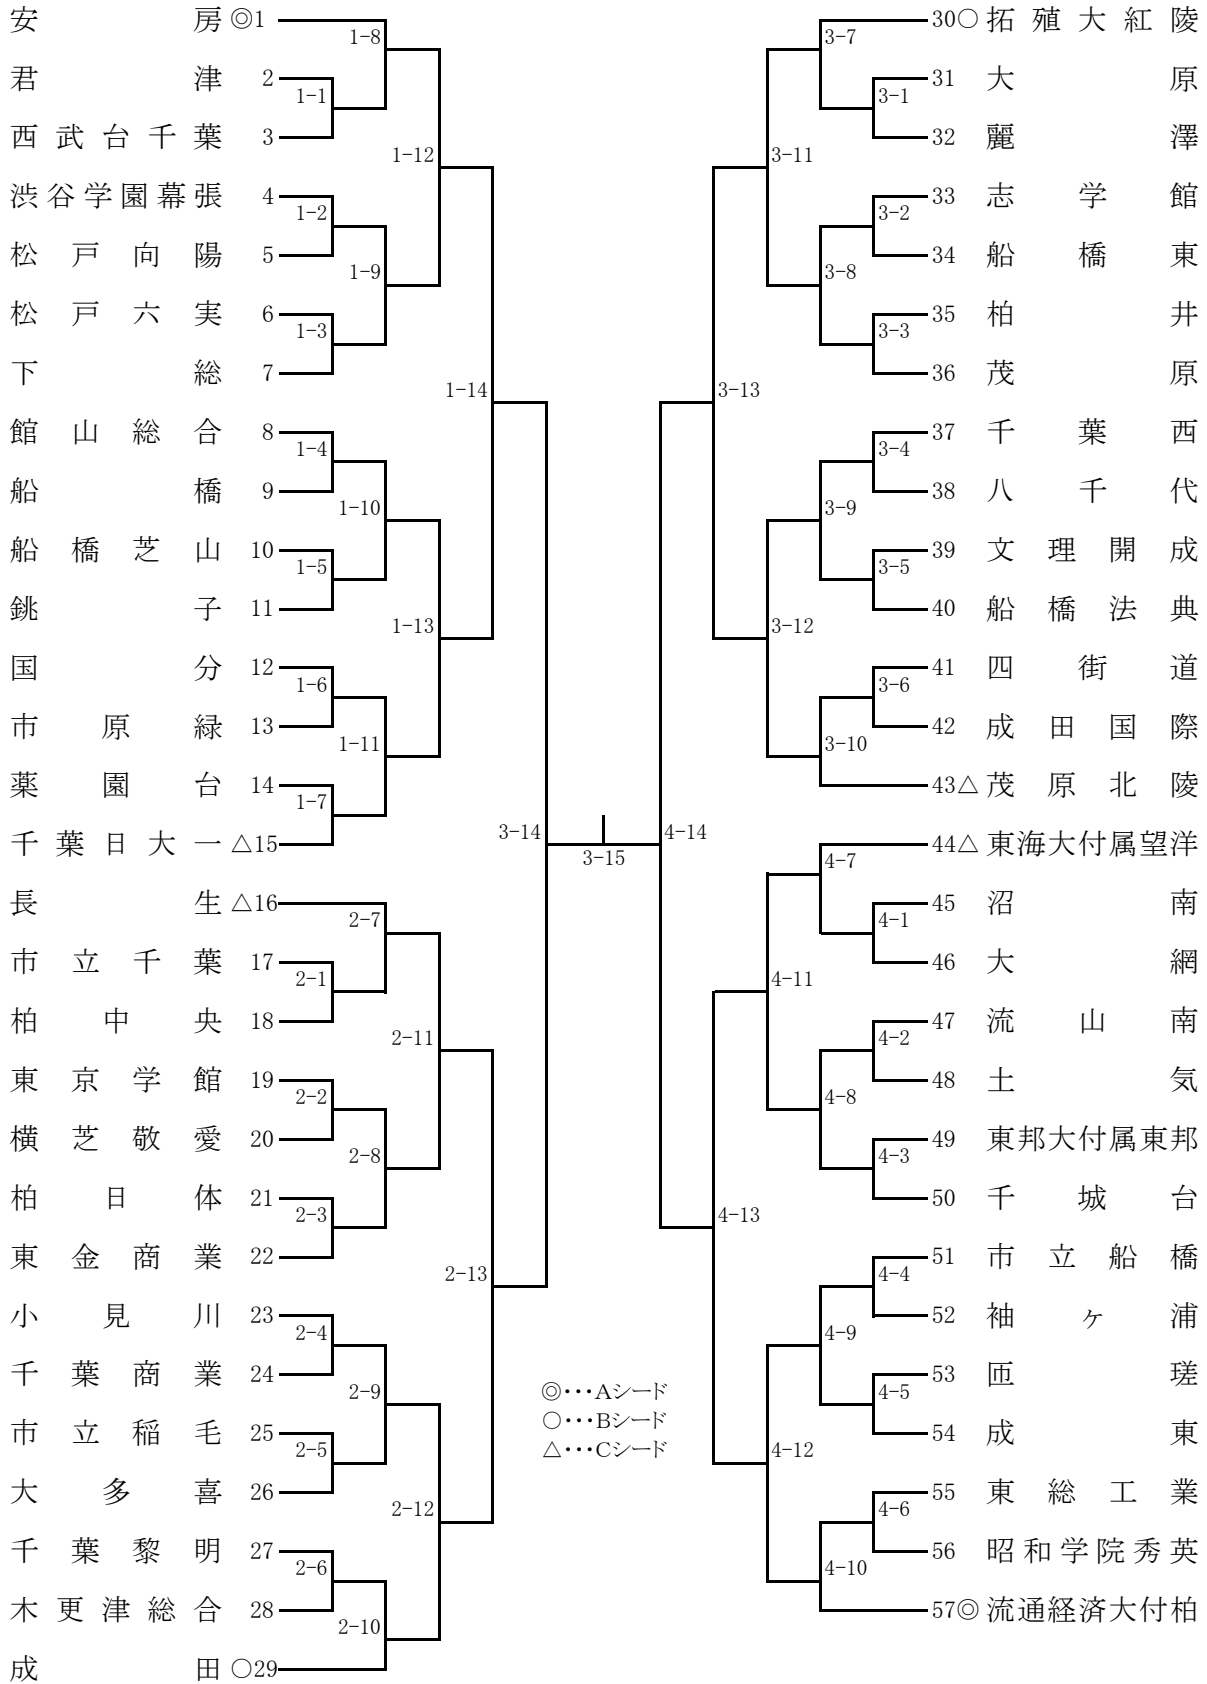 安房 ◎1
1-8
君津 2
1-1
西武台千葉 3
1-12
渋谷学園幕張 4
1-2
松戸向陽 5
1-9
松戸六実 6
1-3
下総 7
1-14
館山総合 8
1-4
船橋 9
1-10
船橋芝山 10
1-5
銚子 11
1-13
国分 12
1-6
市原緑 13
1-11
薬園台 14
1-7
千葉日大一 △15
3-14
3-15
長生 △16
2-7
市立千葉 17
2-1
柏中央 18
2-11
東京学館 19
2-2
横芝敬愛 20
2-8
柏日体 21
2-3
東金商業 22
2-13
小見川 23
2-4
千葉商業 24
2-9
市立稲毛 25
2-5
大多喜 26
2-12
千葉黎明 27
2-6
木更津総合 28
2-10
成田 ○29
30○ 拓殖大紅陵
3-7
31 大原
3-1
32 麗澤
3-11
33 志学館
3-2
34 船橋東
3-8
35 柏井
3-3
36 茂原
3-13
37 千葉西
3-4
38 八千代
3-9
39 文理開成
3-5
40 船橋法典
3-12
41 四街道
3-6
42 成田国際
3-10
43△ 茂原北陵
4-14
44△ 東海大付属望洋
4-7
45 沼南
4-1
46 大網
4-11
47 流山南
4-2
48 土気
4-8
49 東邦大付属東邦
4-3
50 千城台
4-13
51 市立船橋
4-4
52 袖ヶ浦
4-9
53 匝瑳
4-5
54 成東
4-12
55 東総工業
4-6
56 昭和学院秀英
4-10
57◎ 流通経済大付柏
◎・・・Aシード
○・・・Bシード
△・・・Cシード